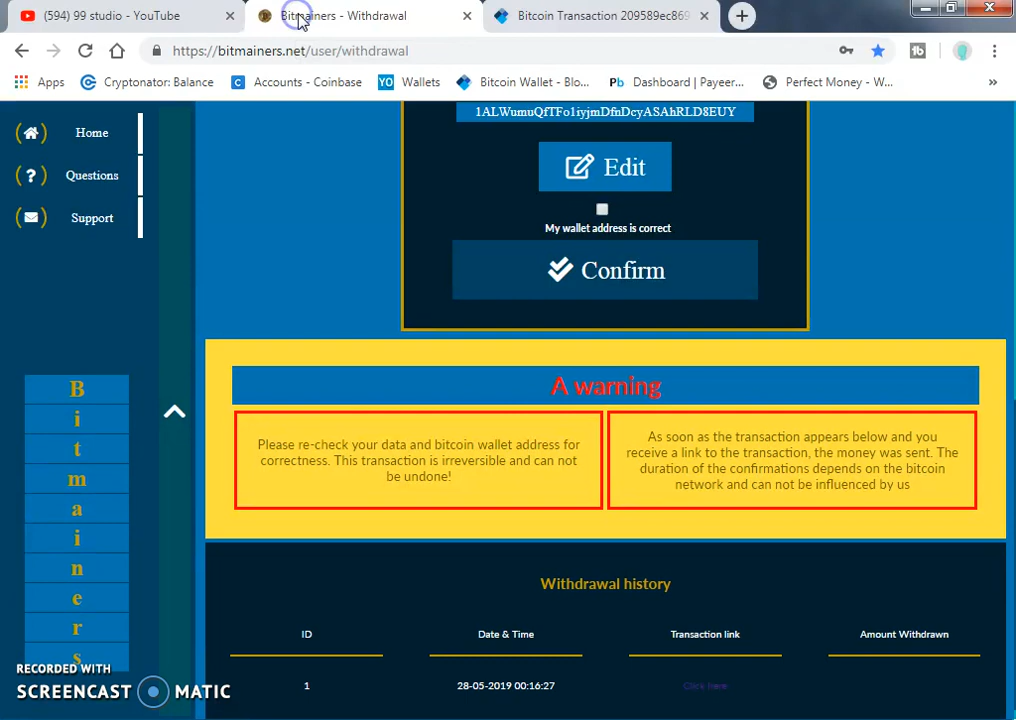 (594) 99 studio - YouTube
Bitmainers - Withdrawal
Bitcoin Transaction 209589ec869
https://bitmainers.net/user/withdrawal
Apps
Cryptonator: Balance
Accounts - Coinbase
YO Wallets
Bitcoin Wallet - Blo...
Pb Dashboard | Payeer...
Perfect Money - W...
»
Home
Questions
Support
1ALWumuQfTFo1iyjmDfnDcyASAhRLD8EUY
Edit
My wallet address is correct
Confirm
B
i
t
m
a
i
n
e
r
s
A warning
Please re-check your data and bitcoin wallet address for
correctness. This transaction is irreversible and can not
be undone!
As soon as the transaction appears below and you
receive a link to the transaction, the money was sent. The
duration of the confirmations depends on the bitcoin
network and can not be influenced by us
Withdrawal history
ID
Date & Time
Transaction link
Amount Withdrawn
1
28-05-2019 00:16:27
Click here
RECORDED WITH
SCREENCAST MATIC